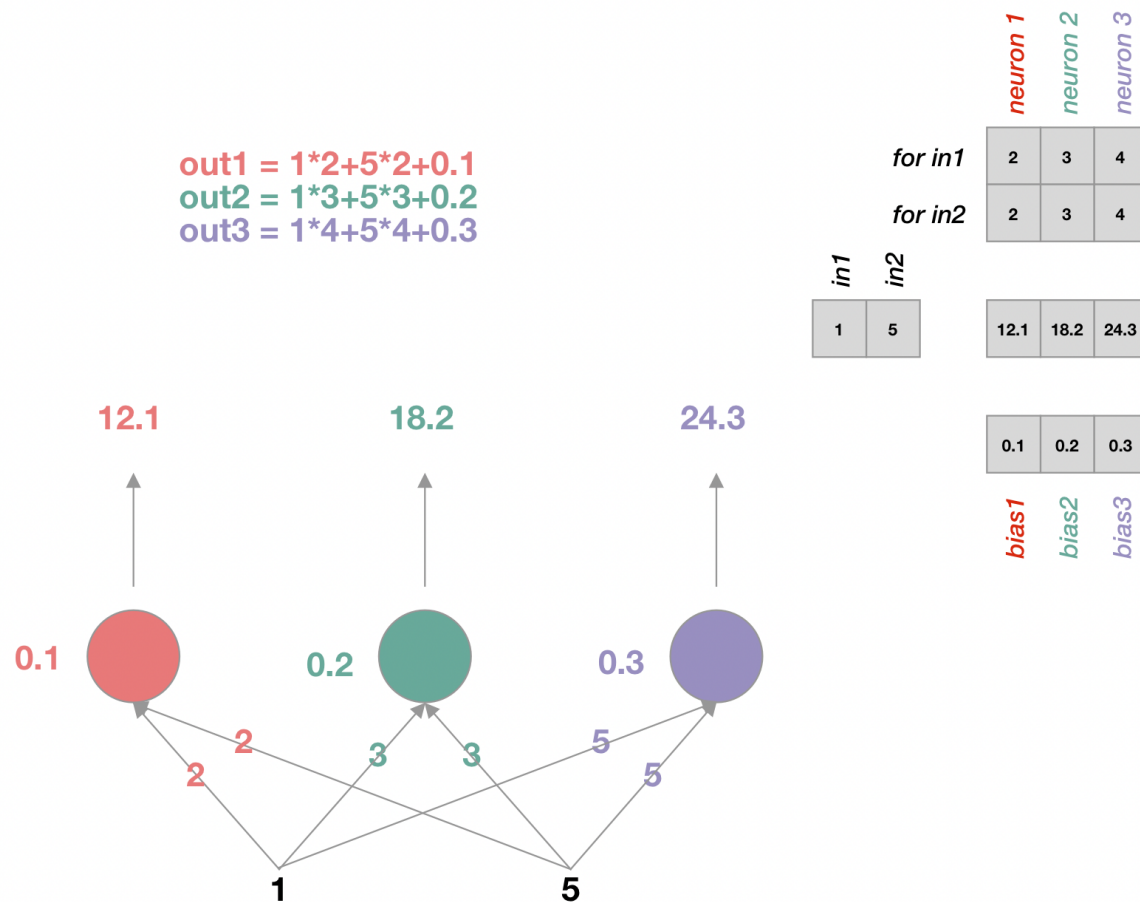 neuron 1
neuron 2
neuron 3
out1 = 1*2+5*2+0.1
out2 = 1*3+5*3+0.2
out3 = 1*4+5*4+0.3
for in1
2 3 4
for in2
2 3 4
in1
in2
1 5
12.1 18.2 24.3
12.1 18.2 24.3
0.1 0.2 0.3
bias1
bias2
bias3
0.1 0.2 0.3
2 3 3 5
2 5
1 5